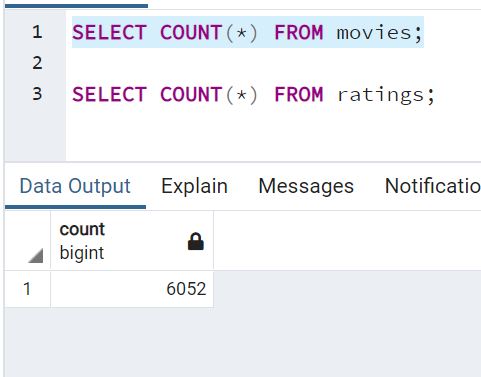 1 SELECT COUNT(*) FROM movies;
2
3 SELECT COUNT(*) FROM ratings;
Data Output Explain Messages Notificatio
count
bigint
1 6052